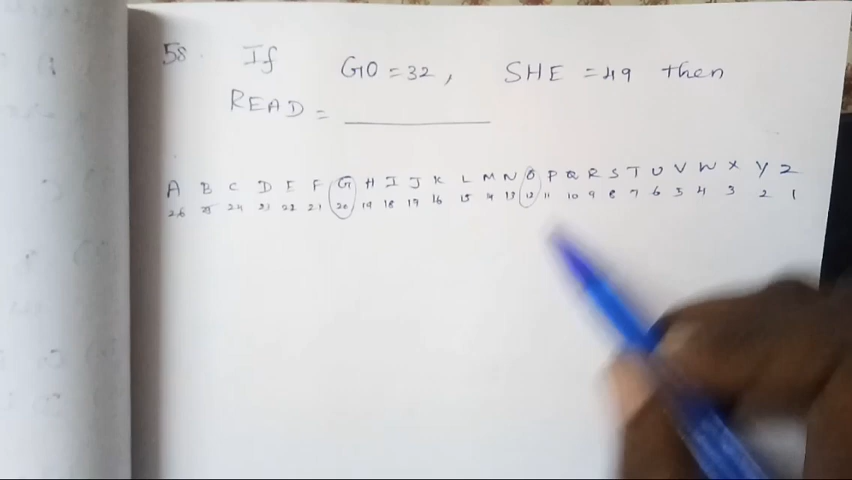 58. If GO = 32, SHE = 49 then
READ = ________
A B C D E F G H I J K L M N O P Q R S T U V W X Y Z
26 25 24 23 22 21 20 19 18 17 16 15 14 13 12 11 10 9 8 7 6 5 4 3 2 1